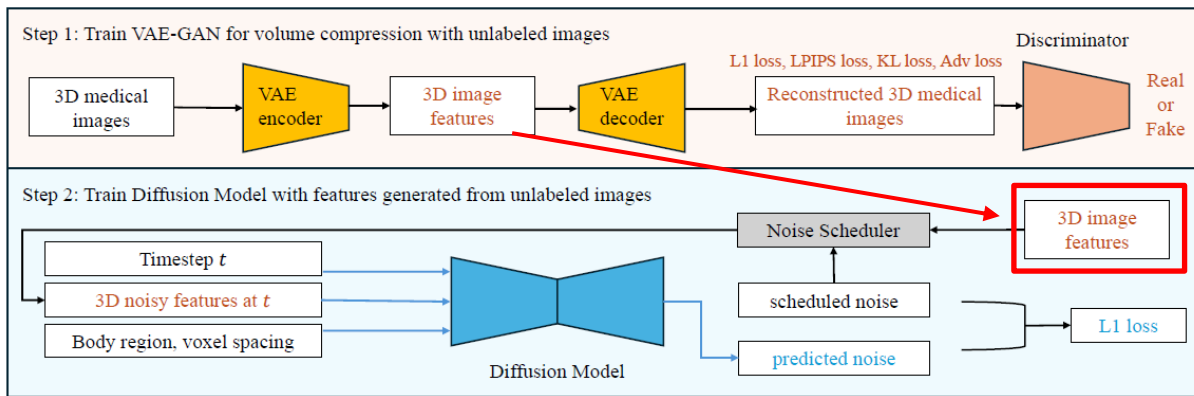 Step 1: Train VAE-GAN for volume compression with unlabeled images
Discriminator
L1 loss, LPIPS loss, KL loss, Adv loss
3D medical
images
VAE
encoder
3D image
features
VAE
decoder
Reconstructed 3D medical
images
Real
or
Fake
Step 2: Train Diffusion Model with features generated from unlabeled images
Noise Scheduler
3D image
features
Timestep t
3D noisy features at t
scheduled noise
L1 loss
Body region, voxel spacing
predicted noise
Diffusion Model